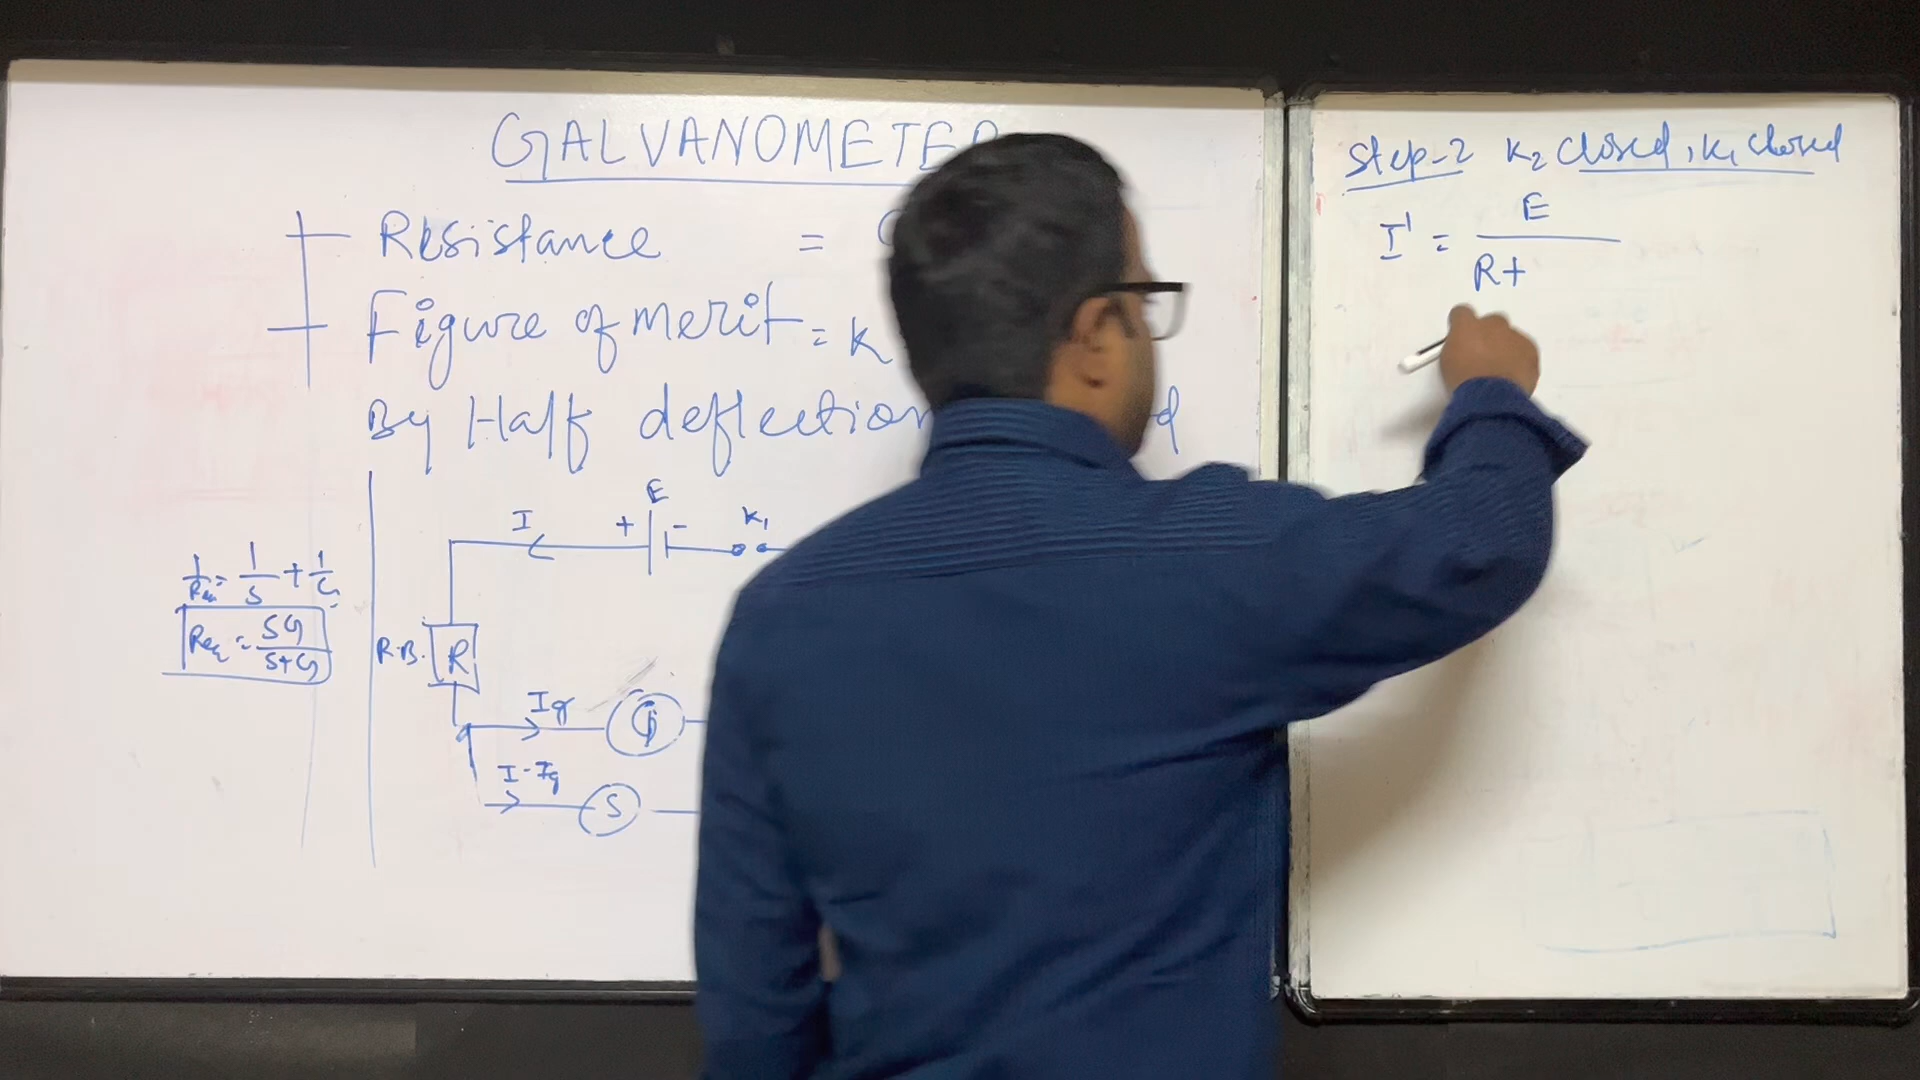 GALVANOMETER
Resistance =
Figure of merit = K
By Half deflection
E
I + - K₁
1/Req = 1/S + 1/G
Req = SG/S+G
R.B. R
Ig G
I-Ig S
Step-2 K₂ closed, K₁ closed
I' = E/R+